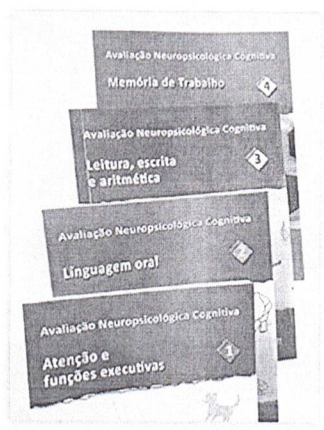 Avaliação Neuropsicológica Cognitiva
Memória de Trabalho
4
Avaliação Neuropsicológica Cognitiva
Leitura, escrita
e aritmética
3
Avaliação Neuropsicológica Cognitiva
Linguagem oral
2
Avaliação Neuropsicológica Cognitiva
Atenção e
funções executivas
1